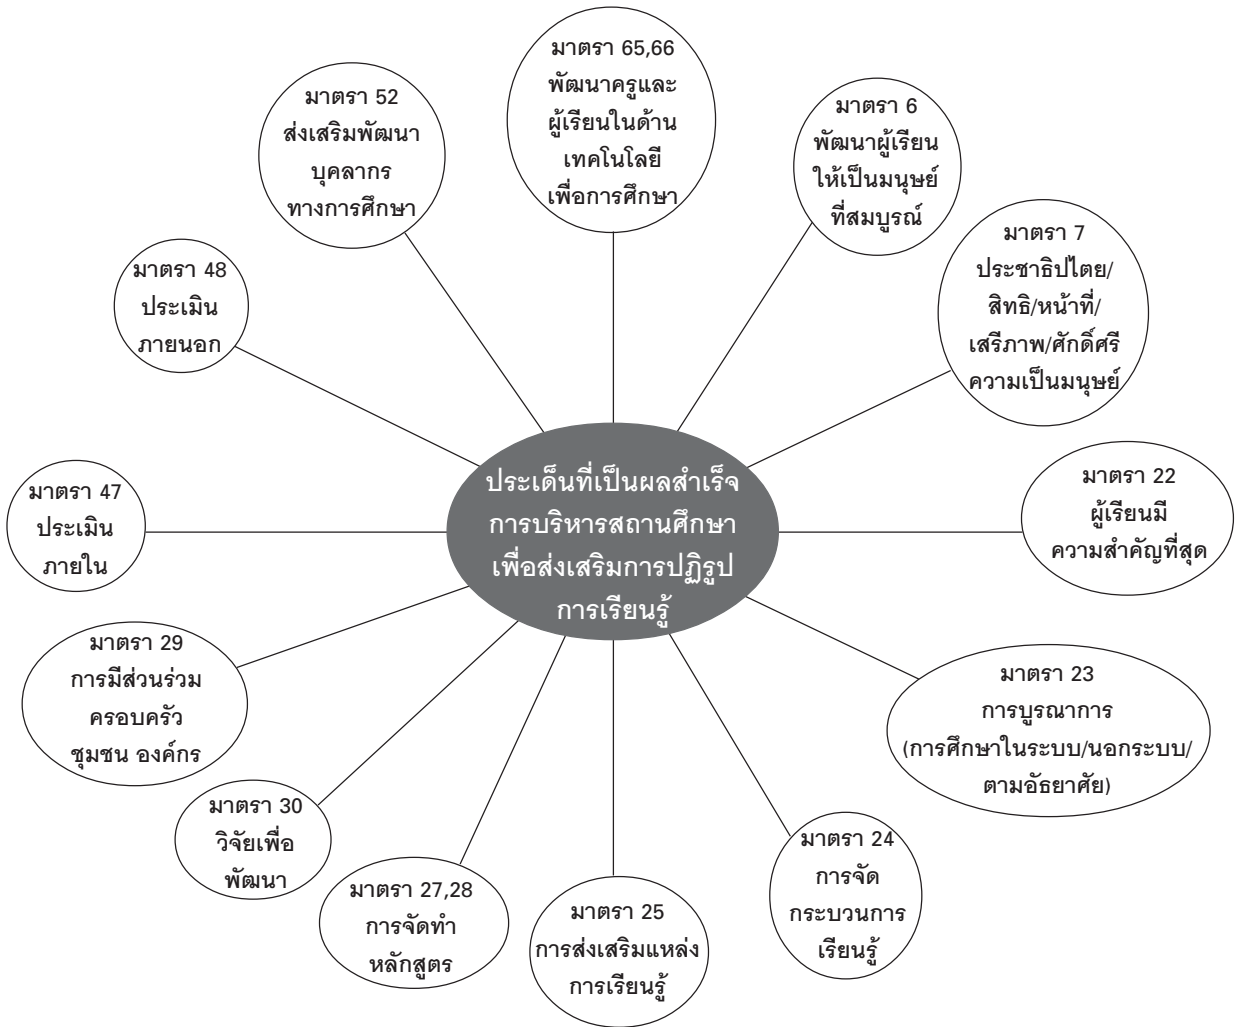 มาตรา 65,66
พัฒนาครูและ
ผู้เรียนในด้าน
เทคโนโลยี
เพื่อการศึกษา
มาตรา 6
พัฒนาผู้เรียน
ให้เป็นมนุษย์
ที่สมบูรณ์
มาตรา 7
ประชาธิปไตย/
สิทธิ/หน้าที่/
เสรีภาพ/ศักดิ์ศรี
ความเป็นมนุษย์
มาตรา 22
ผู้เรียนมี
ความสำคัญที่สุด
มาตรา 23
การบูรณาการ
(การศึกษาในระบบ/นอกระบบ/
ตามอัธยาศัย)
มาตรา 24
การจัด
กระบวนการ
เรียนรู้
มาตรา 25
การส่งเสริมแหล่ง
การเรียนรู้
มาตรา 27,28
การจัดทำ
หลักสูตร
มาตรา 30
วิจัยเพื่อ
พัฒนา
มาตรา 29
การมีส่วนร่วม
ครอบครัว
ชุมชน องค์กร
มาตรา 47
ประเมิน
ภายใน
มาตรา 48
ประเมิน
ภายนอก
มาตรา 52
ส่งเสริมพัฒนา
บุคลากร
ทางการศึกษา
ประเด็นที่เป็นผลสำเร็จ
การบริหารสถานศึกษา
เพื่อส่งเสริมการปฏิรูป
การเรียนรู้